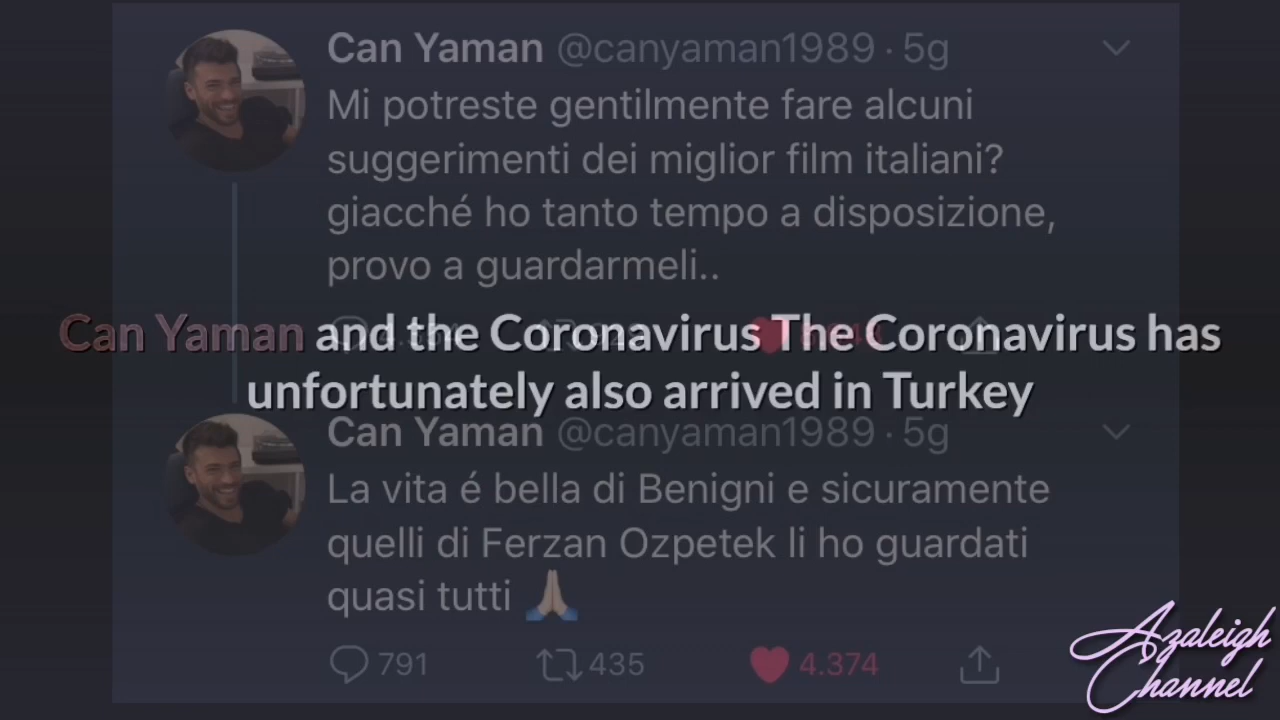 Can Yaman @canyaman1989 · 5g
Mi potreste gentilmente fare alcuni
suggerimenti dei miglior film italiani?
giacché ho tanto tempo a disposizione,
provo a guardarmeli..
Can Yaman and the Coronavirus The Coronavirus has
unfortunately also arrived in Turkey
Can Yaman @canyaman1989 · 5g
La vita é bella di Benigni e sicuramente
quelli di Ferzan Ozpetek li ho guardati
quasi tutti 🙏
791 435 4.374
Azaleigh
Channel